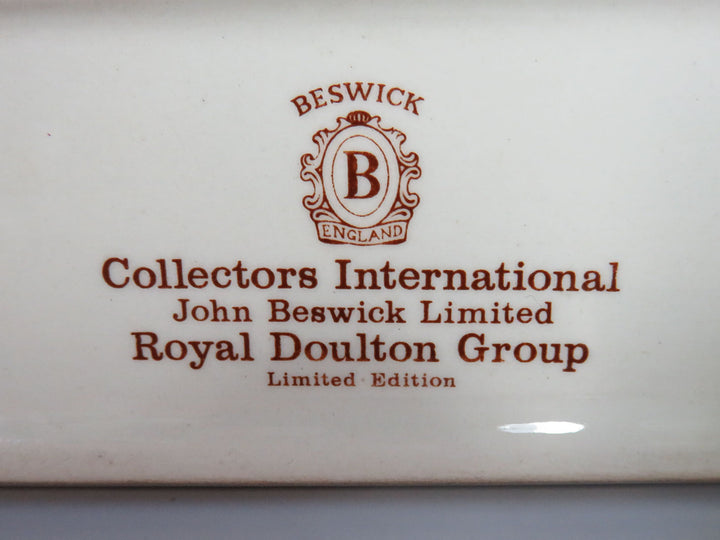 BESWICK
B
ENGLAND
Collectors International
John Beswick Limited
Royal Doulton Group
Limited Edition